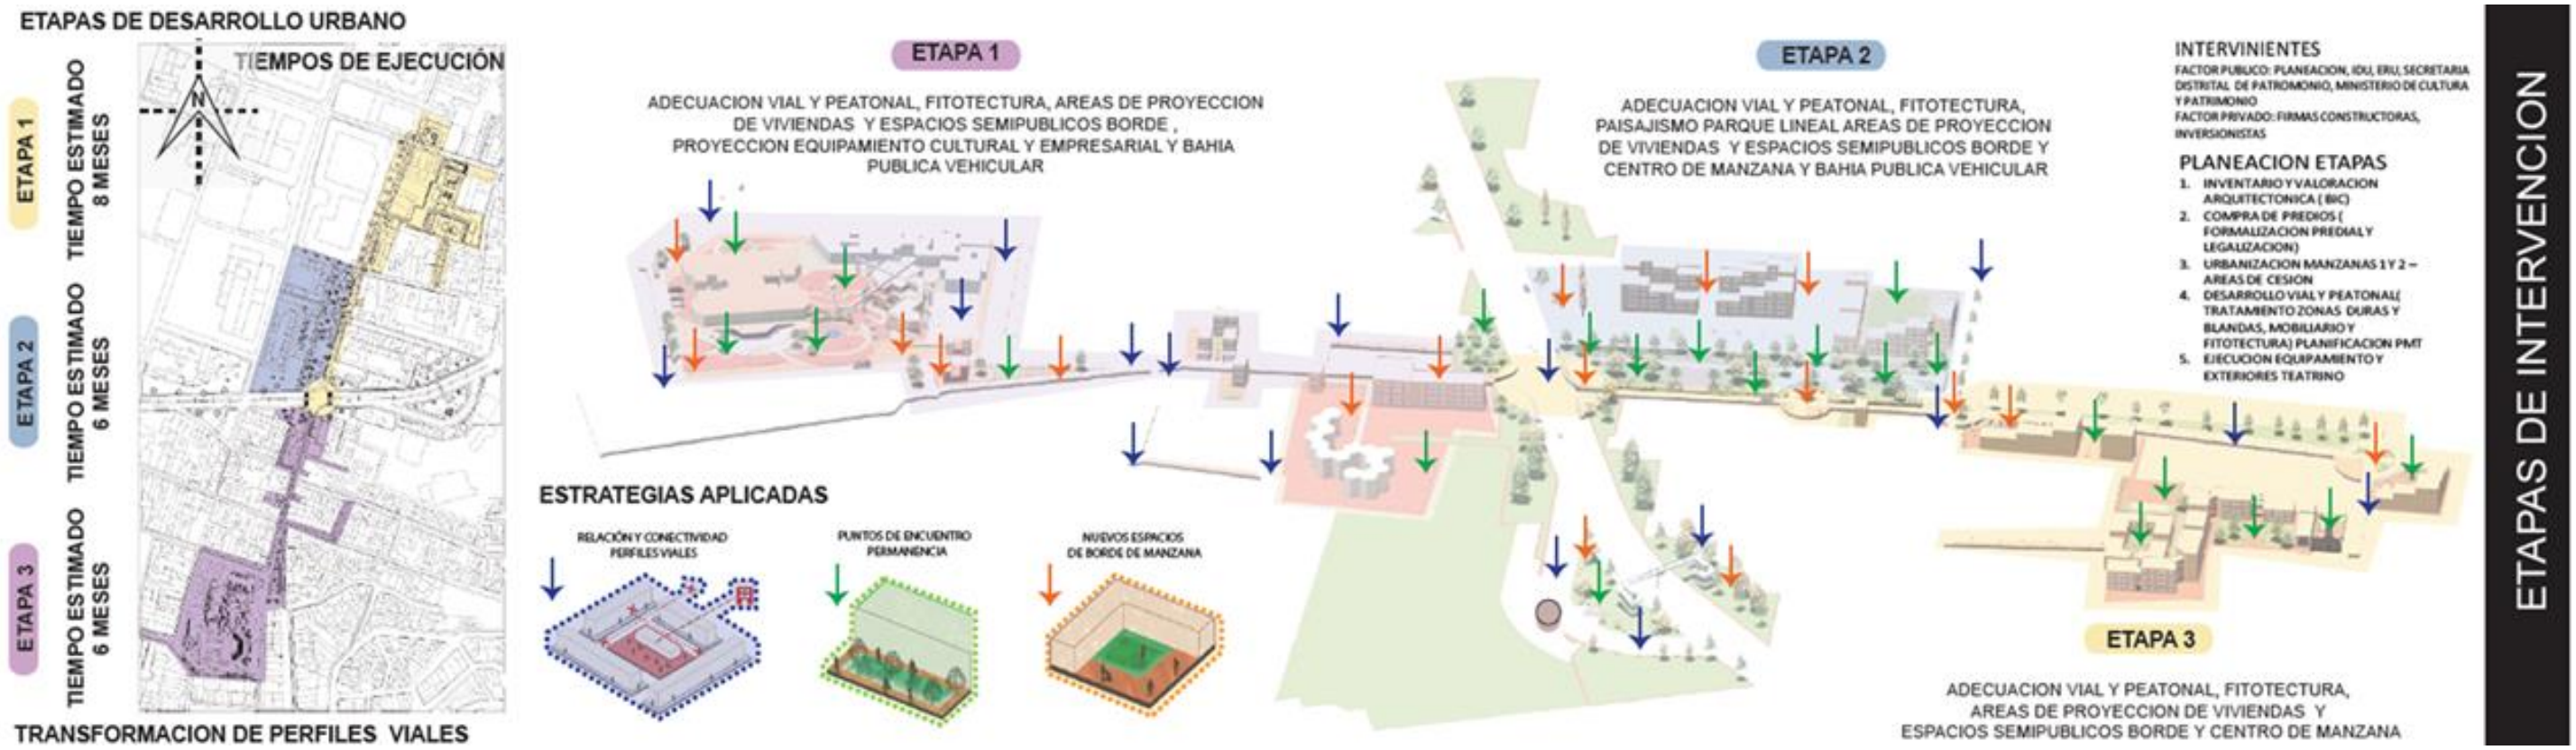 ETAPAS DE DESARROLLO URBANO
TIEMPOS DE EJECUCIÓN
N
ETAPA 1
TIEMPO ESTIMADO
8 MESES
ETAPA 2
TIEMPO ESTIMADO
6 MESES
ETAPA 3
TIEMPO ESTIMADO
6 MESES
TRANSFORMACION DE PERFILES VIALES
ETAPA 1
ADECUACION VIAL Y PEATONAL, FITOTECTURA, AREAS DE PROYECCION
DE VIVIENDAS Y ESPACIOS SEMIPUBLICOS BORDE ,
PROYECCION EQUIPAMIENTO CULTURAL Y EMPRESARIAL Y BAHIA
PUBLICA VEHICULAR
ETAPA 2
ADECUACION VIAL Y PEATONAL, FITOTECTURA,
PAISAJISMO PARQUE LINEAL AREAS DE PROYECCION
DE VIVIENDAS Y ESPACIOS SEMIPUBLICOS BORDE Y
CENTRO DE MANZANA Y BAHIA PUBLICA VEHICULAR
INTERVINIENTES
FACTOR PUBLICO: PLANEACION, IDU, ERU, SECRETARIA
DISTRITAL DE PATROMONIO, MINISTERIO DE CULTURA
Y PATRIMONIO
FACTOR PRIVADO: FIRMAS CONSTRUCTORAS,
INVERSIONISTAS
PLANEACION ETAPAS
1. INVENTARIO Y VALORACION
ARQUITECTONICA ( BIC)
2. COMPRA DE PREDIOS (
FORMALIZACION PREDIAL Y
LEGALIZACION)
3. URBANIZACION MANZANAS 1 Y 2 –
AREAS DE CESION
4. DESARROLLO VIAL Y PEATONAL(
TRATAMIENTO ZONAS DURAS Y
BLANDAS, MOBILIARIO Y
FITOTECTURA) PLANIFICACION PMT
5. EJECUCION EQUIPAMIENTO Y
EXTERIORES TEATRINO
ESTRATEGIAS APLICADAS
RELACIÓN Y CONECTIVIDAD
PERFILES VIALES
PUNTOS DE ENCUENTRO
PERMANENCIA
NUEVOS ESPACIOS
DE BORDE DE MANZANA
ETAPA 3
ADECUACION VIAL Y PEATONAL, FITOTECTURA,
AREAS DE PROYECCION DE VIVIENDAS Y
ESPACIOS SEMIPUBLICOS BORDE Y CENTRO DE MANZANA
ETAPAS DE INTERVENCION